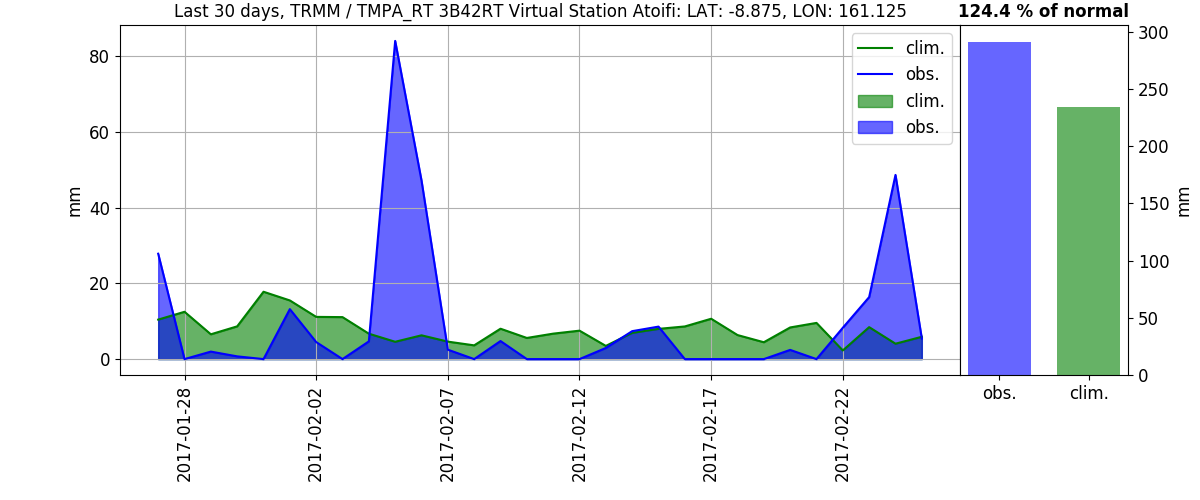 Last 30 days, TRMM / TMPA_RT 3B42RT Virtual Station Atoifi: LAT: -8.875, LON: 161.125
124.4 % of normal
clim.
obs.
clim.
obs.
80
60
40
20
0
mm
2017-01-28
2017-02-02
2017-02-07
2017-02-12
2017-02-17
2017-02-22
300
250
200
150
100
50
0
mm
obs.
clim.